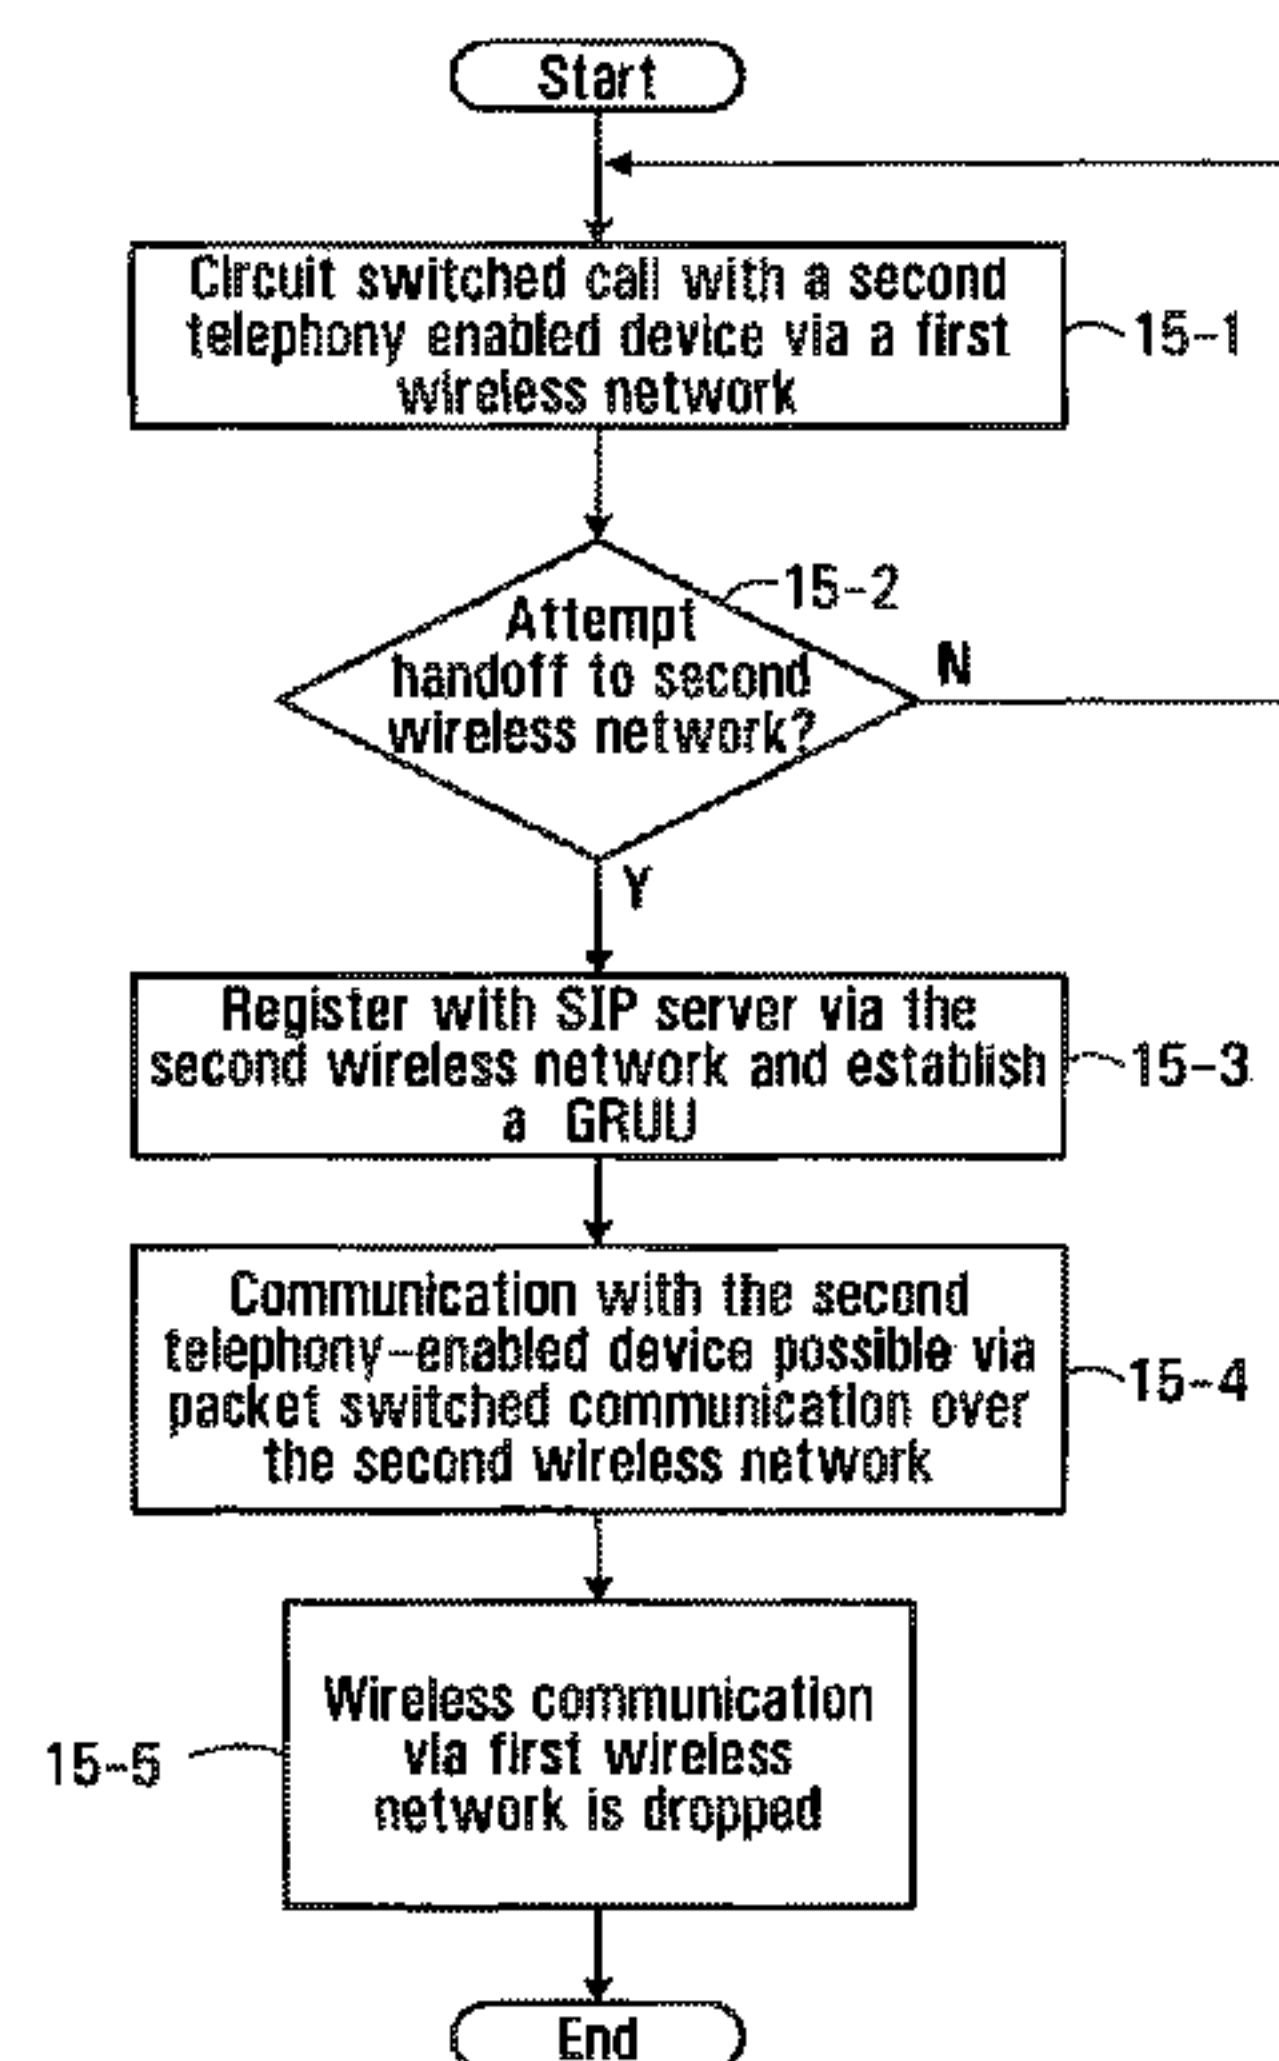 Start
Circuit switched call with a second
telephony enabled device via a first
wireless network
15-1
15-2
Attempt
handoff to second
wireless network?
N
Y
Register with SIP server via the
second wireless network and establish
a GRUU
15-3
Communication with the second
telephony-enabled device possible via
packet switched communication over
the second wireless network
15-4
Wireless communication
via first wireless
network is dropped
15-5
End